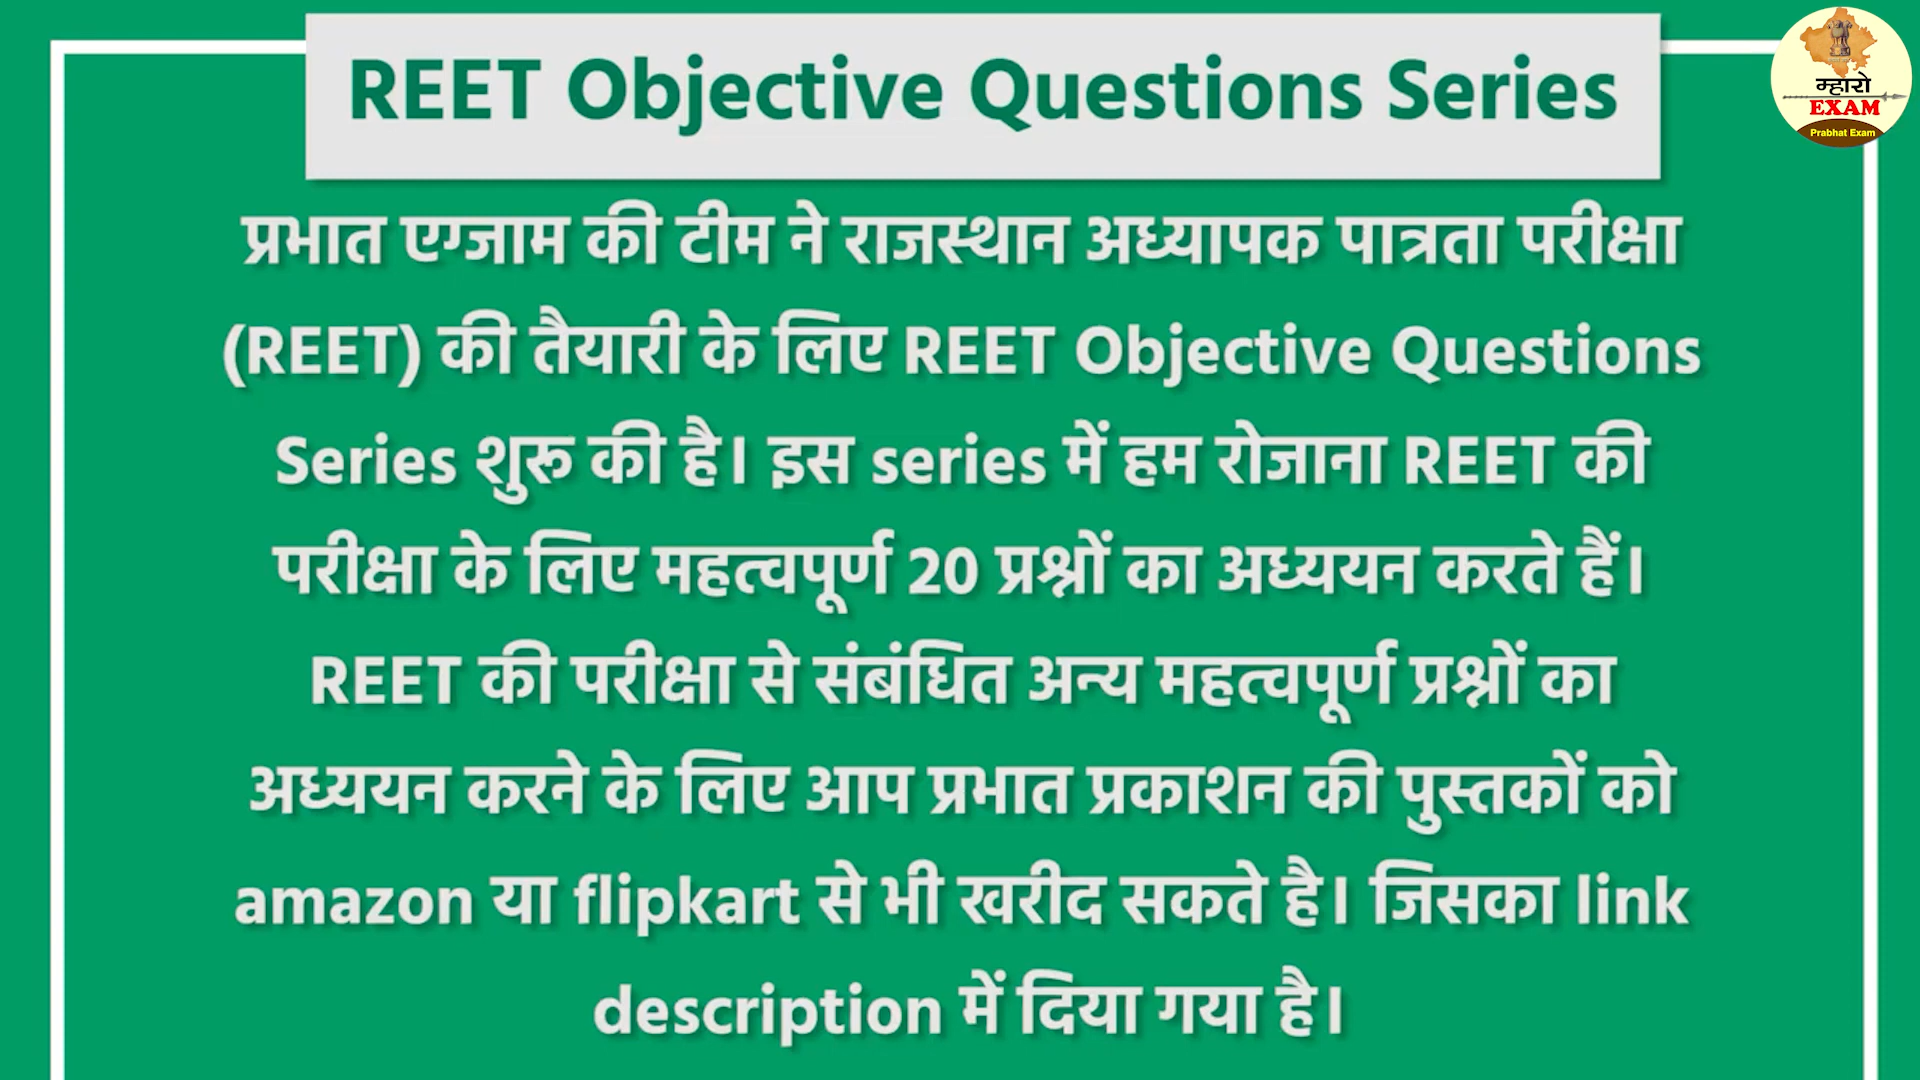 REET Objective Questions Series
म्हारो
EXAM
Prabhat Exam
प्रभात एग्जाम की टीम ने राजस्थान अध्यापक पात्रता परीक्षा
(REET) की तैयारी के लिए REET Objective Questions
Series शुरू की है। इस series में हम रोजाना REET की
परीक्षा के लिए महत्वपूर्ण 20 प्रश्नों का अध्ययन करते हैं।
REET की परीक्षा से संबंधित अन्य महत्वपूर्ण प्रश्नों का
अध्ययन करने के लिए आप प्रभात प्रकाशन की पुस्तकों को
amazon या flipkart से भी खरीद सकते है। जिसका link
description में दिया गया है।